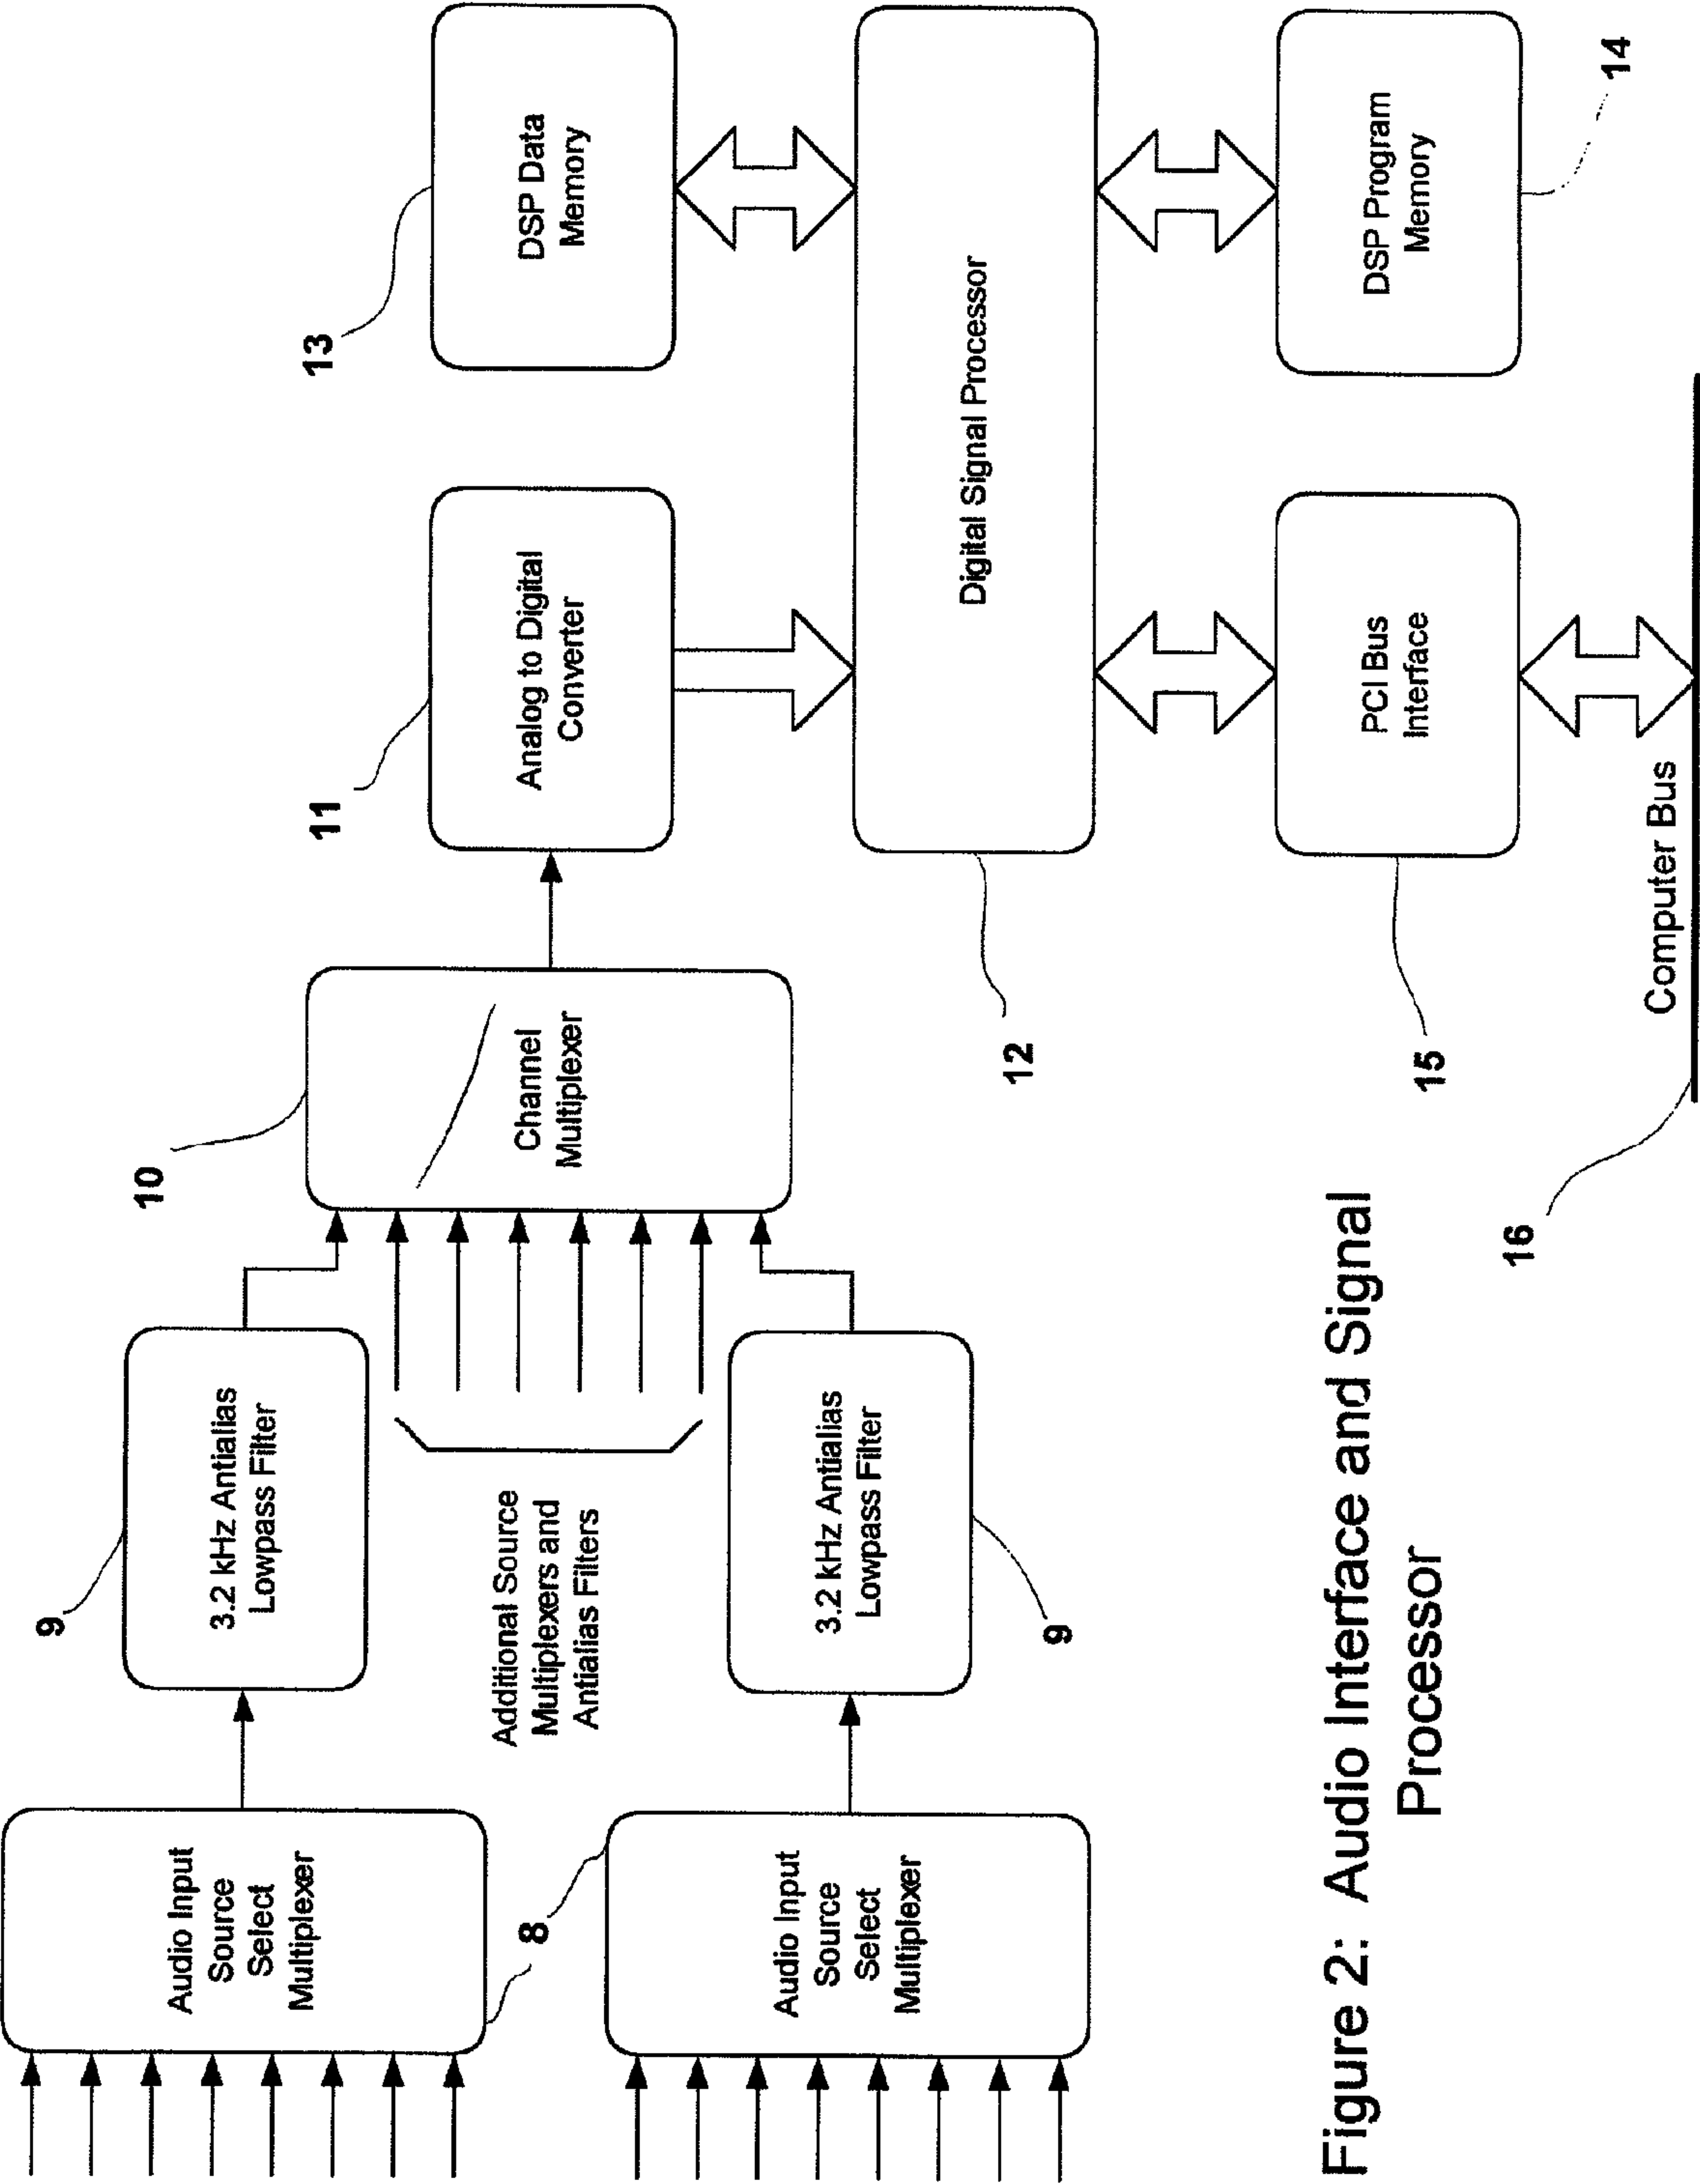 Audio Input
Source
Select
Multiplexer
8
Audio Input
Source
Select
Multiplexer
9
3.2 kHz Antialias
Lowpass Filter
Additional Source
Multiplexers and
Antialias Filters
3.2 kHz Antialias
Lowpass Filter
9
10
Channel
Multiplexer
11
Analog to Digital
Converter
13
DSP Data
Memory
12
Digital Signal Processor
15
PCI Bus
Interface
DSP Program
Memory
14
16
Computer Bus
Figure 2: Audio Interface and Signal
Processor